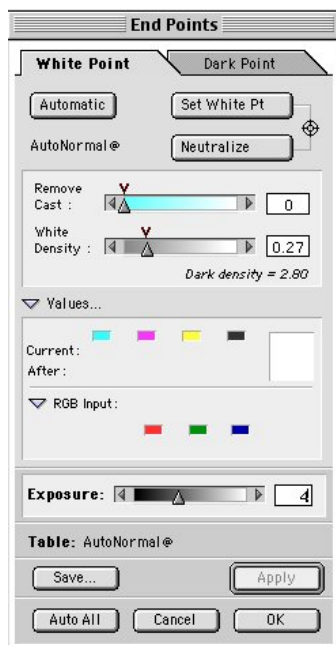 End Points
White Point Dark Point
Automatic Set White Pt
AutoNormal@ Neutralize
Remove
Cast : 0
White
Density : 0.27
Dark density = 2.80
Values...
Current:
After:
RGB Input:
Exposure: 4
Table: AutoNormal@
Save... Apply
Auto All Cancel OK